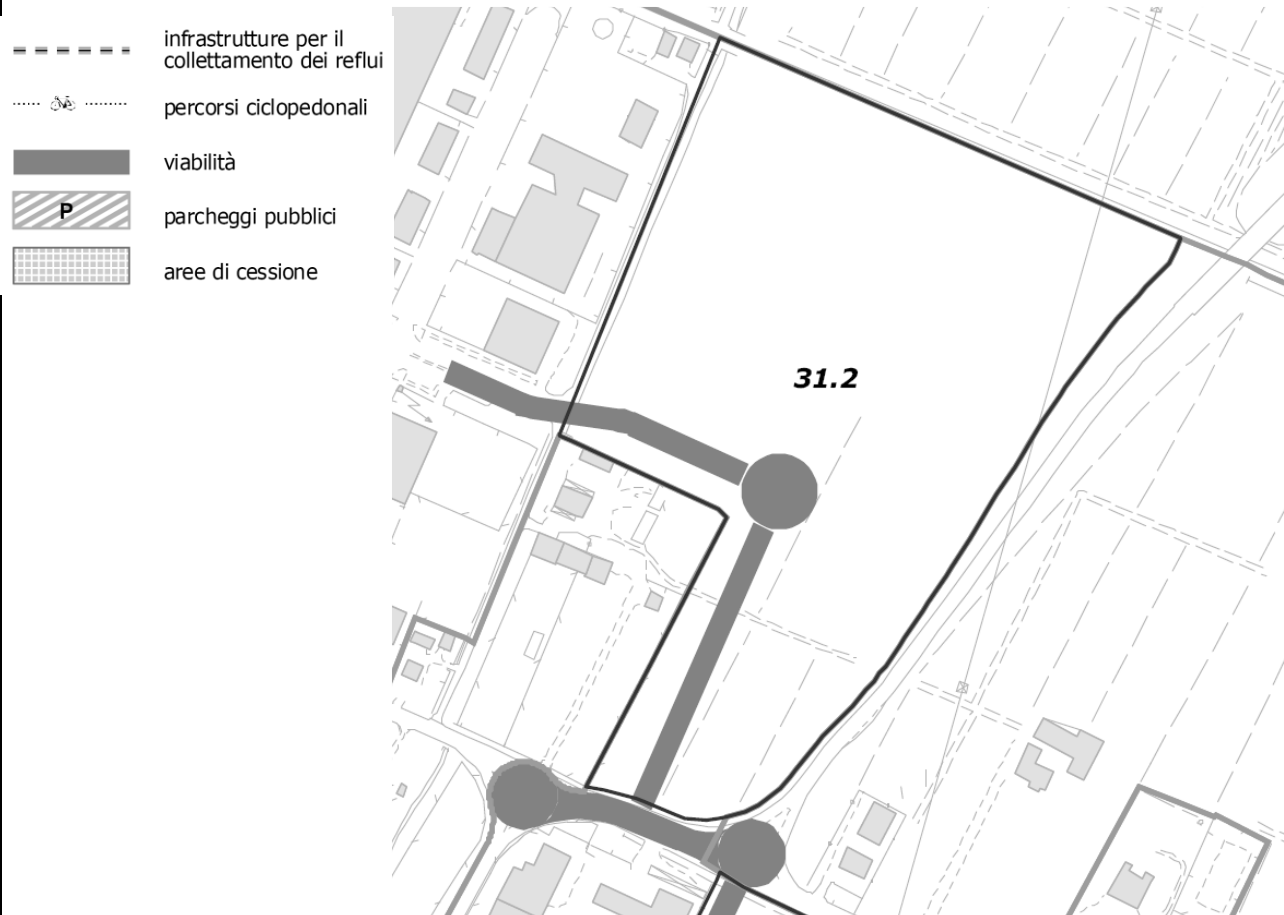 infrastrutture per il
collettamento dei reflui
percorsi ciclopedonali
viabilità
P
parcheggi pubblici
aree di cessione
31.2